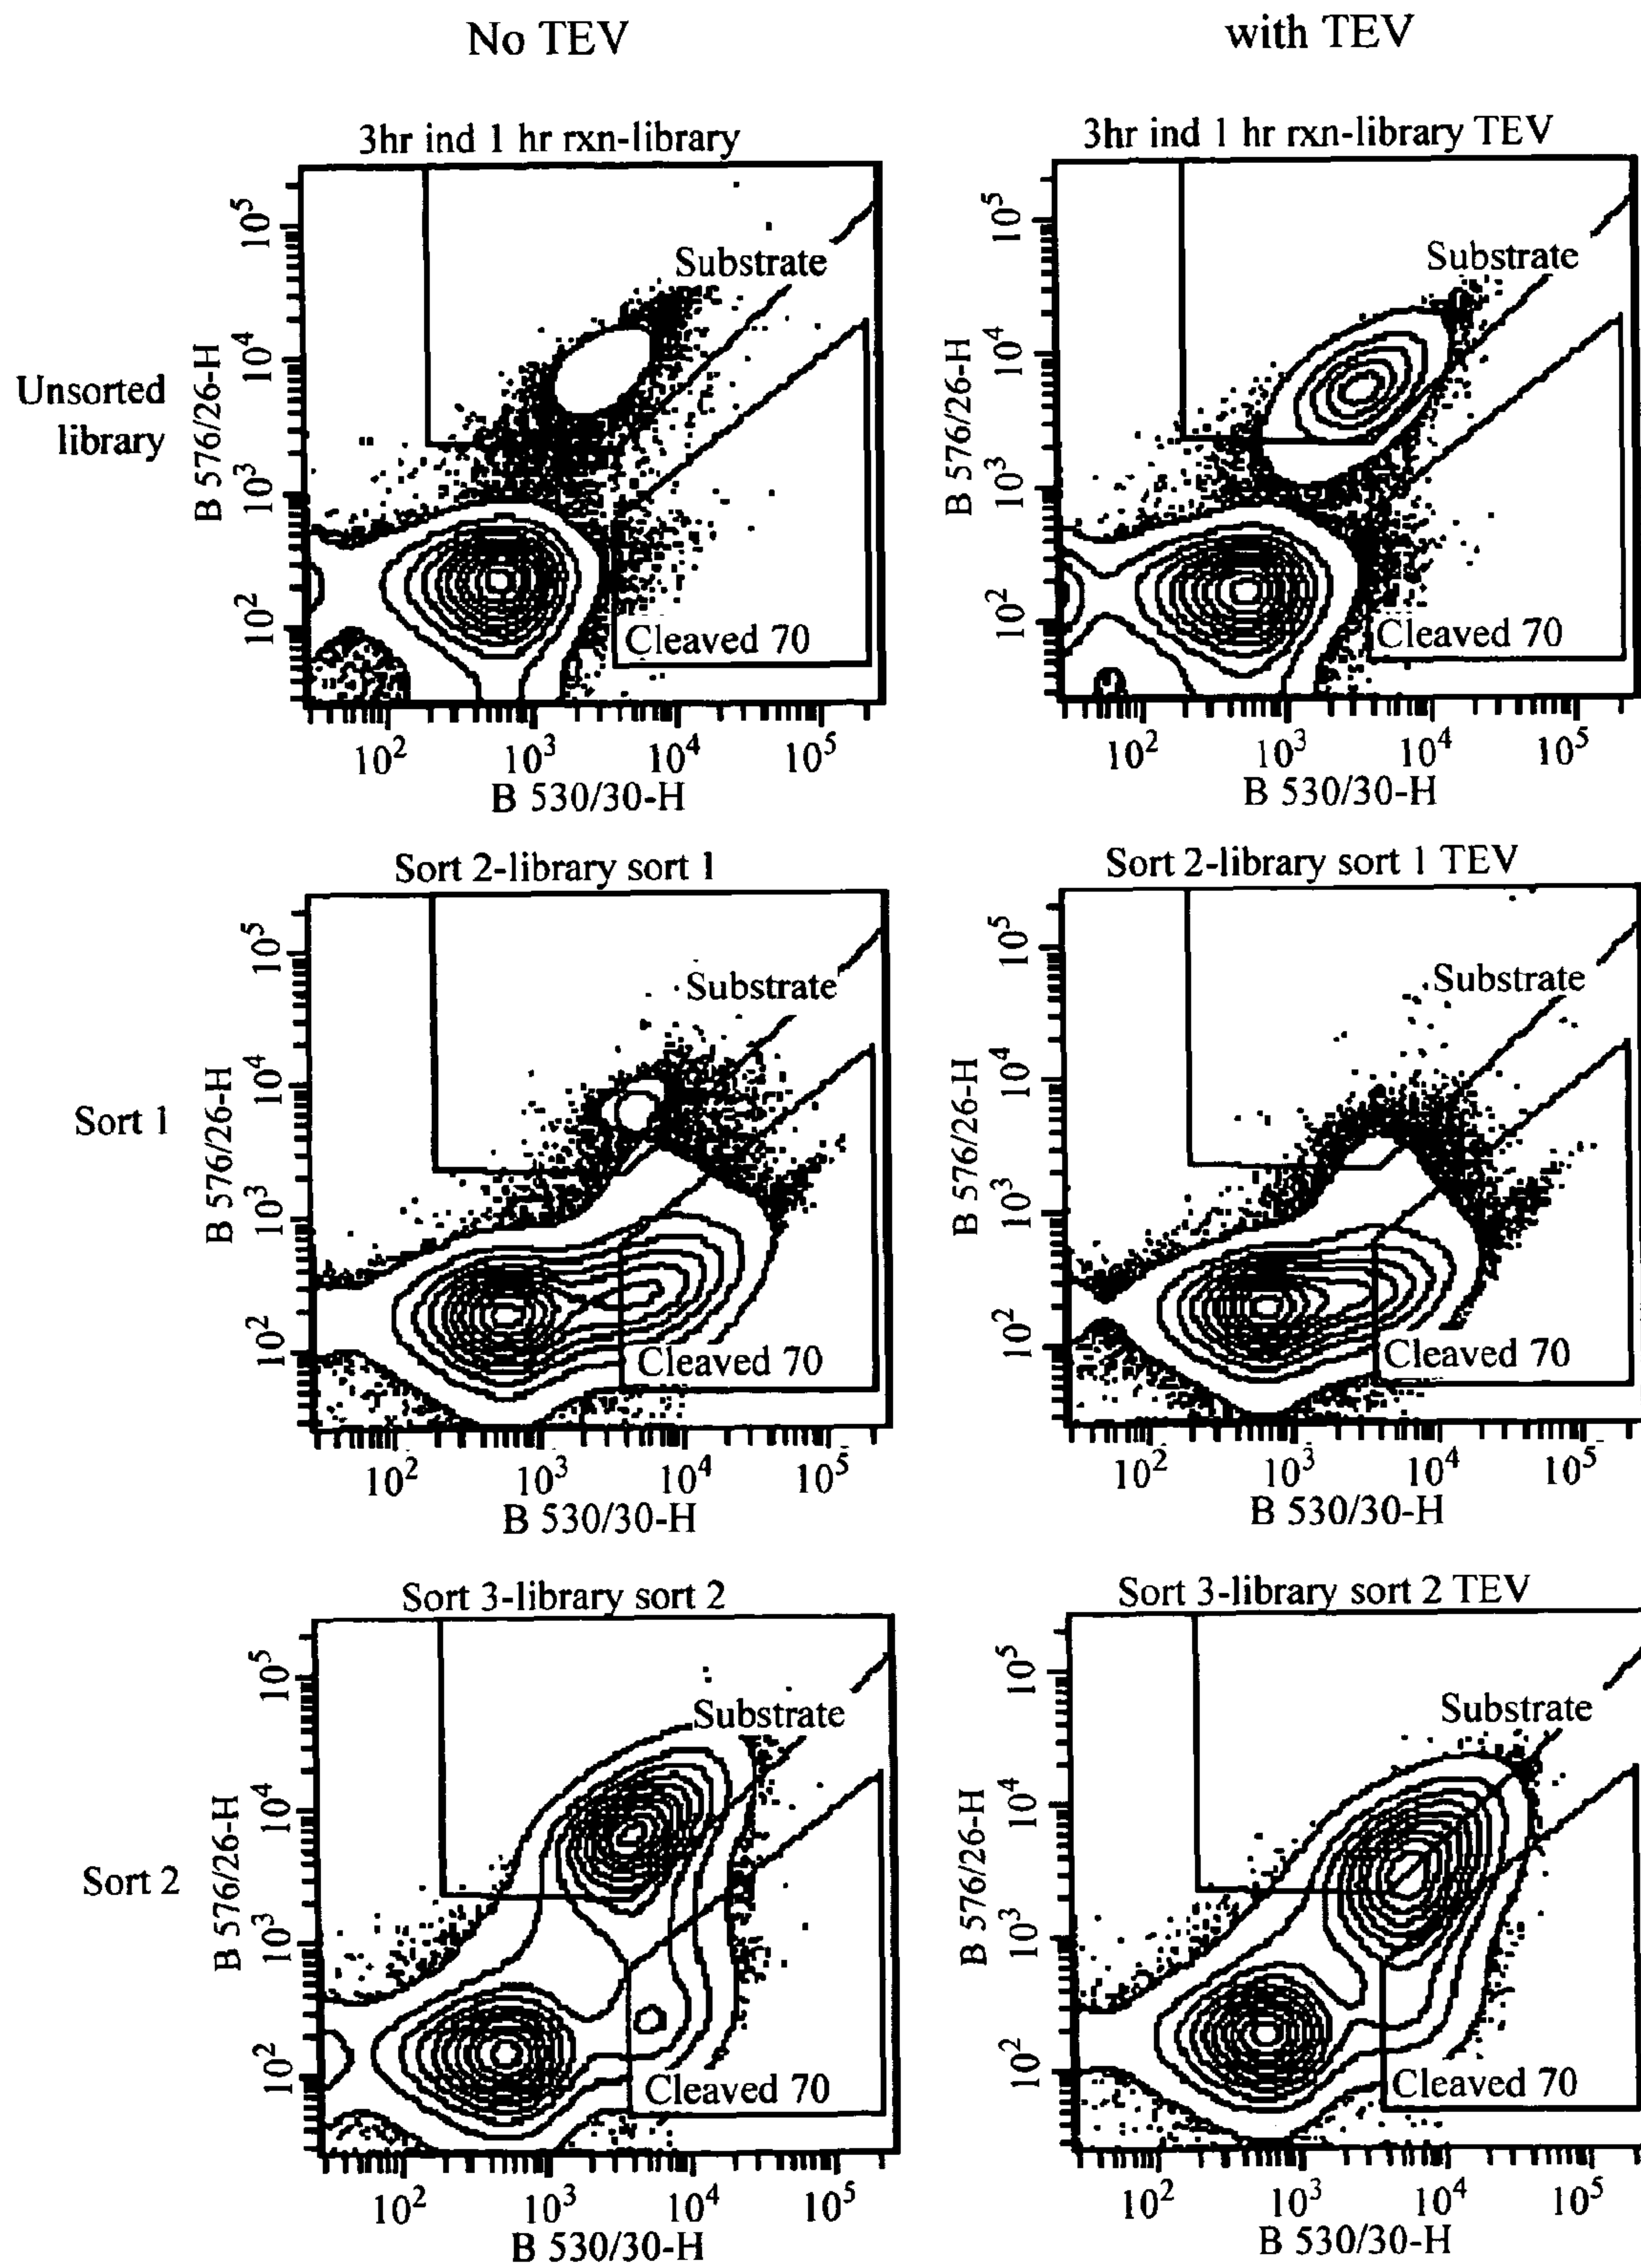 No TEV
with TEV
3hr ind 1 hr rxn-library
3hr ind 1 hr rxn-library TEV
Unsorted
library
B 576/26-H
10^5
10^4
10^3
10^2
Substrate
Cleaved 70
10^2 10^3 10^4 10^5
B 530/30-H
B 576/26-H
10^5
10^4
10^3
10^2
Substrate
Cleaved 70
10^2 10^3 10^4 10^5
B 530/30-H
Sort 2-library sort 1
Sort 2-library sort 1 TEV
Sort 1
B 576/26-H
10^5
10^4
10^3
10^2
Substrate
Cleaved 70
10^2 10^3 10^4 10^5
B 530/30-H
B 576/26-H
10^5
10^4
10^3
10^2
Substrate
Cleaved 70
10^2 10^3 10^4 10^5
B 530/30-H
Sort 3-library sort 2
Sort 3-library sort 2 TEV
Sort 2
B 576/26-H
10^5
10^4
10^3
10^2
Substrate
Cleaved 70
10^2 10^3 10^4 10^5
B 530/30-H
B 576/26-H
10^5
10^4
10^3
10^2
Substrate
Cleaved 70
10^2 10^3 10^4 10^5
B 530/30-H